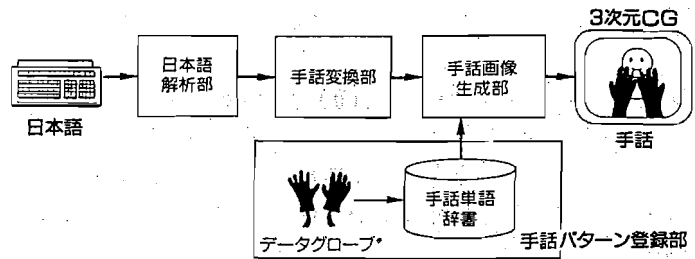 3次元CG
日本語
解析部
手話変換部
手話画像
生成部
日本語
手話
手話単語
辞書
データグローブ*
手話パターン登録部